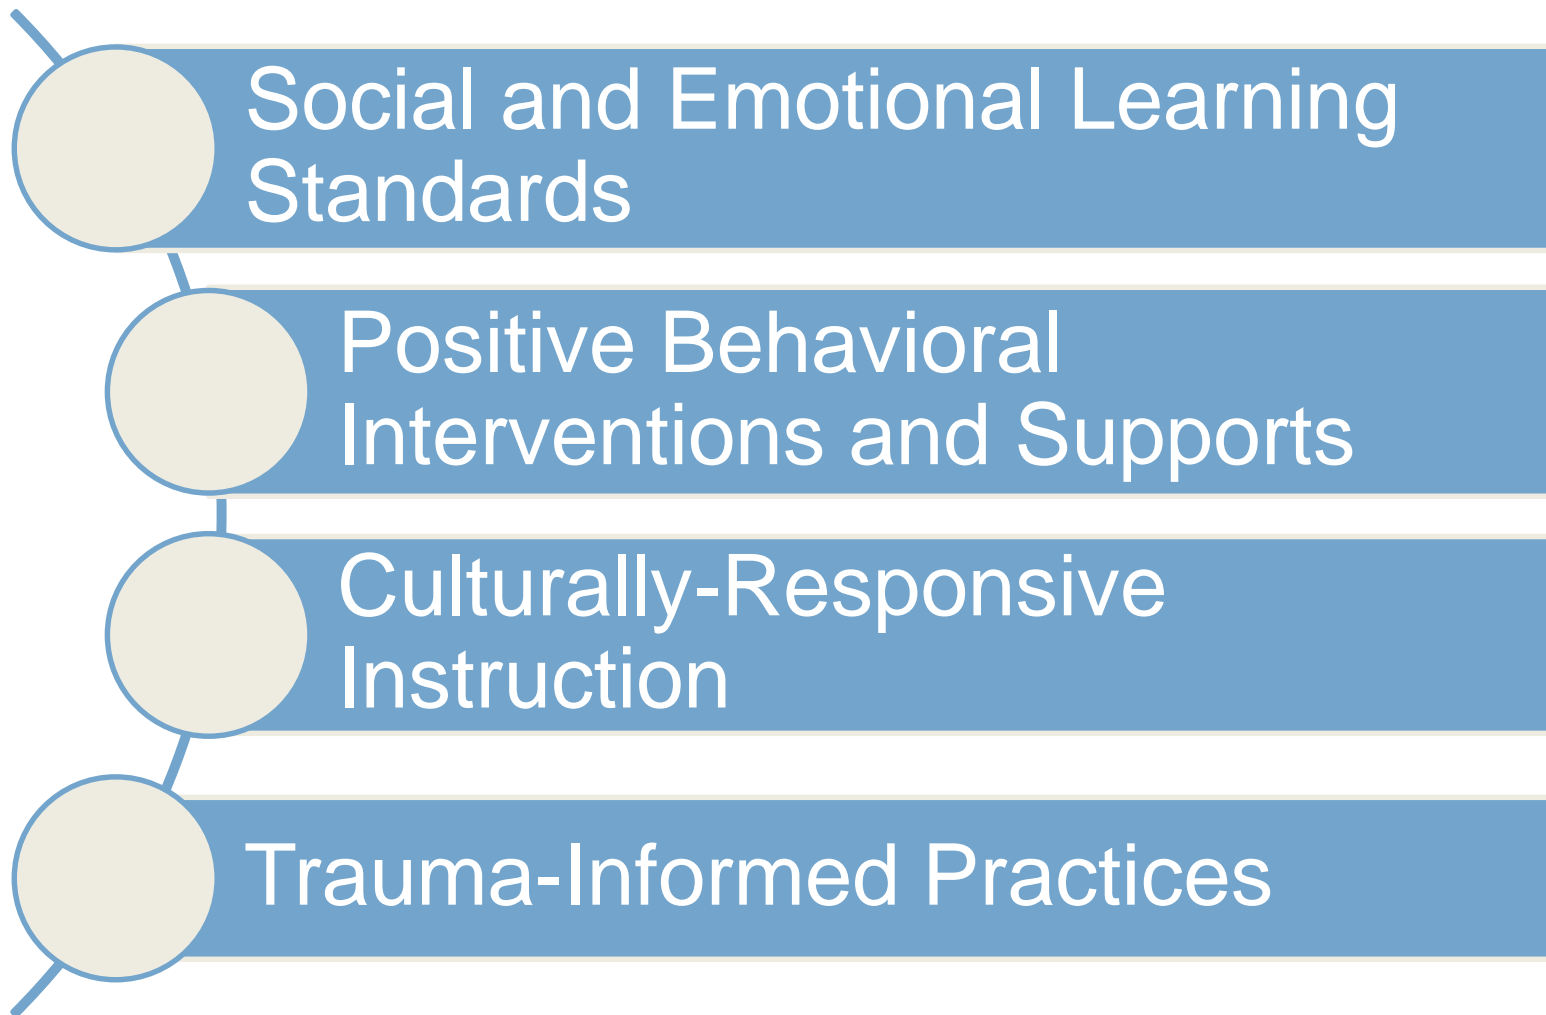 Social and Emotional Learning
Standards
Positive Behavioral
Interventions and Supports
Culturally-Responsive
Instruction
Trauma-Informed Practices